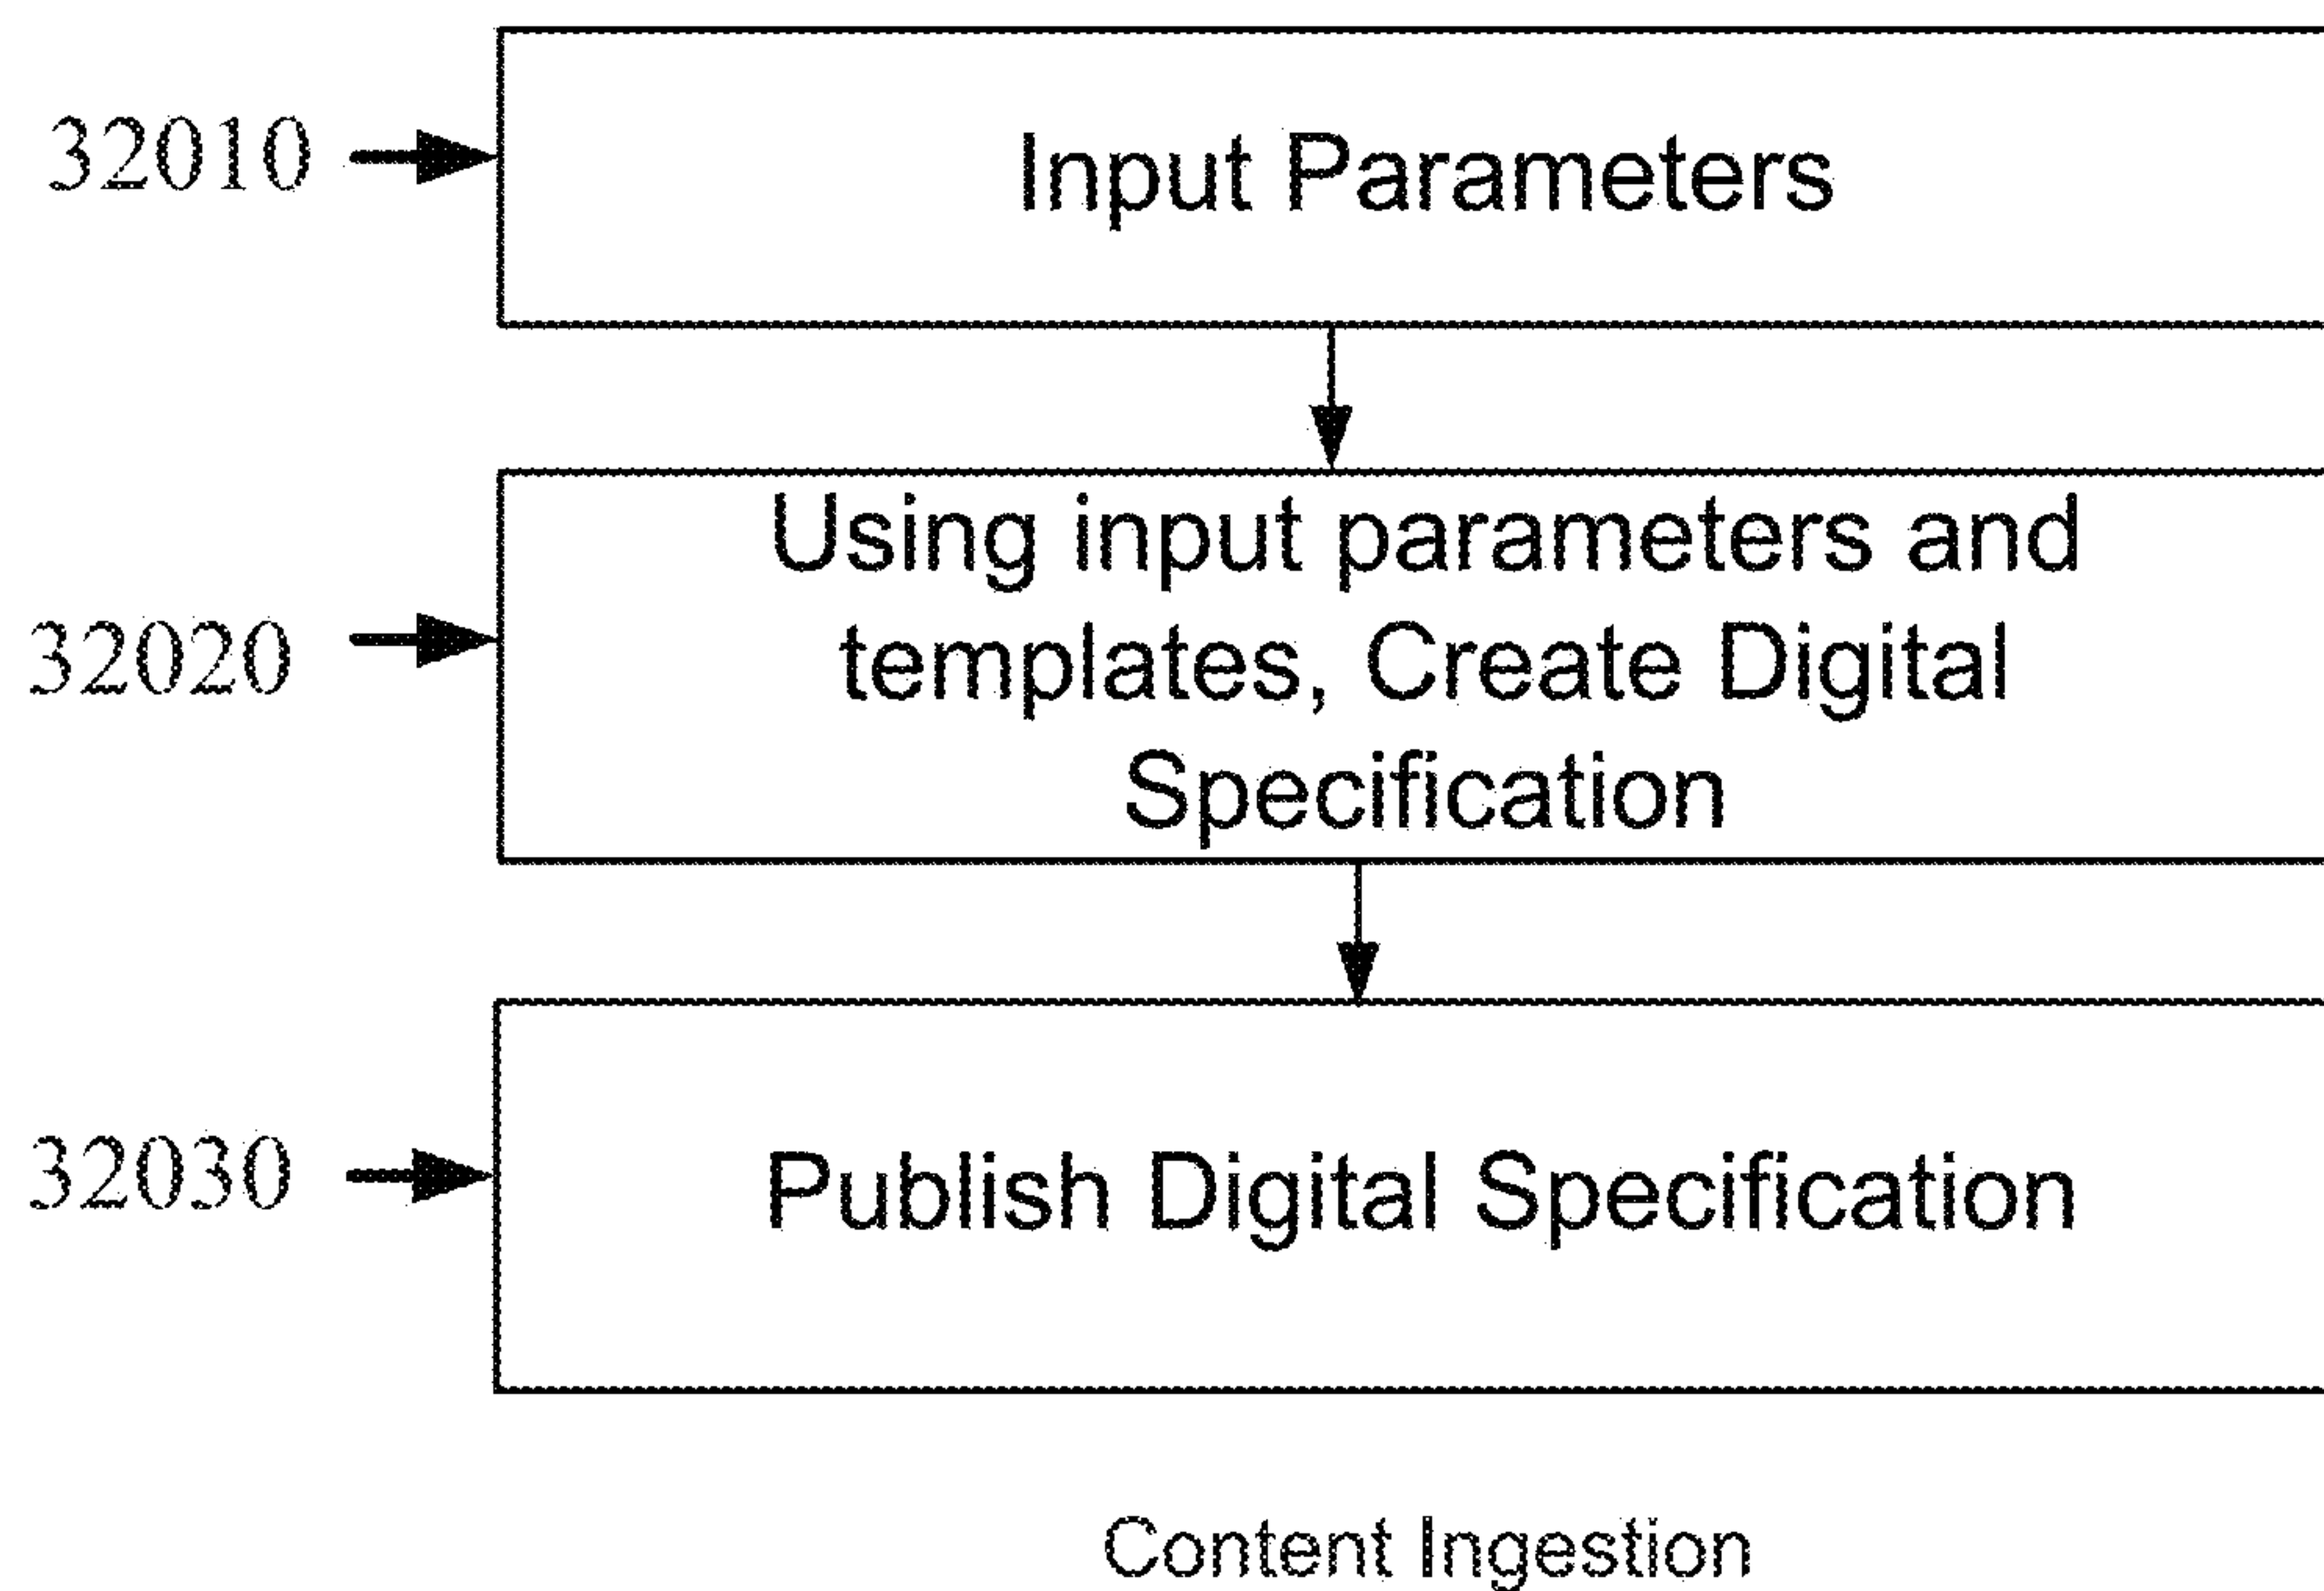 32010
Input Parameters
32020
Using input parameters and
templates, Create Digital
Specification
32030
Publish Digital Specification
Content Ingestion